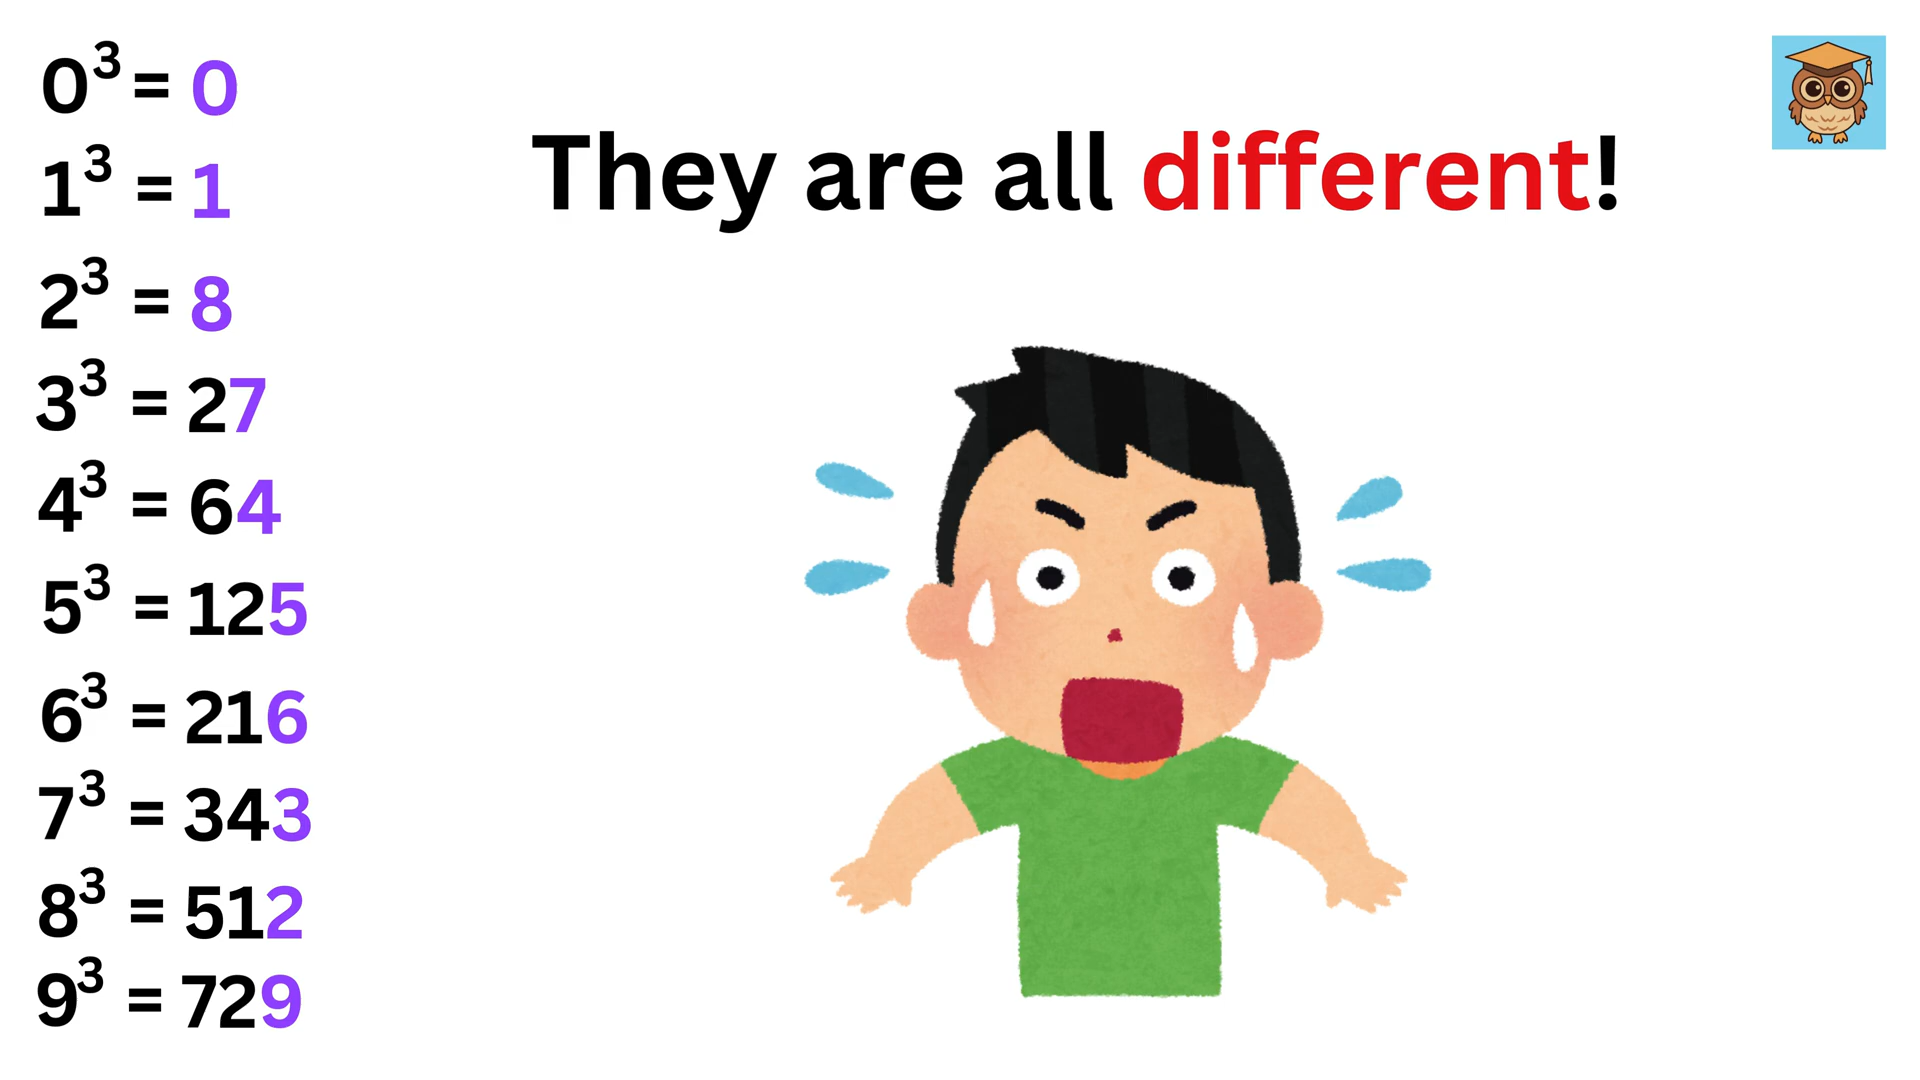 0³ = 0
1³ = 1
2³ = 8
3³ = 27
4³ = 64
5³ = 125
6³ = 216
7³ = 343
8³ = 512
9³ = 729
They are all different!